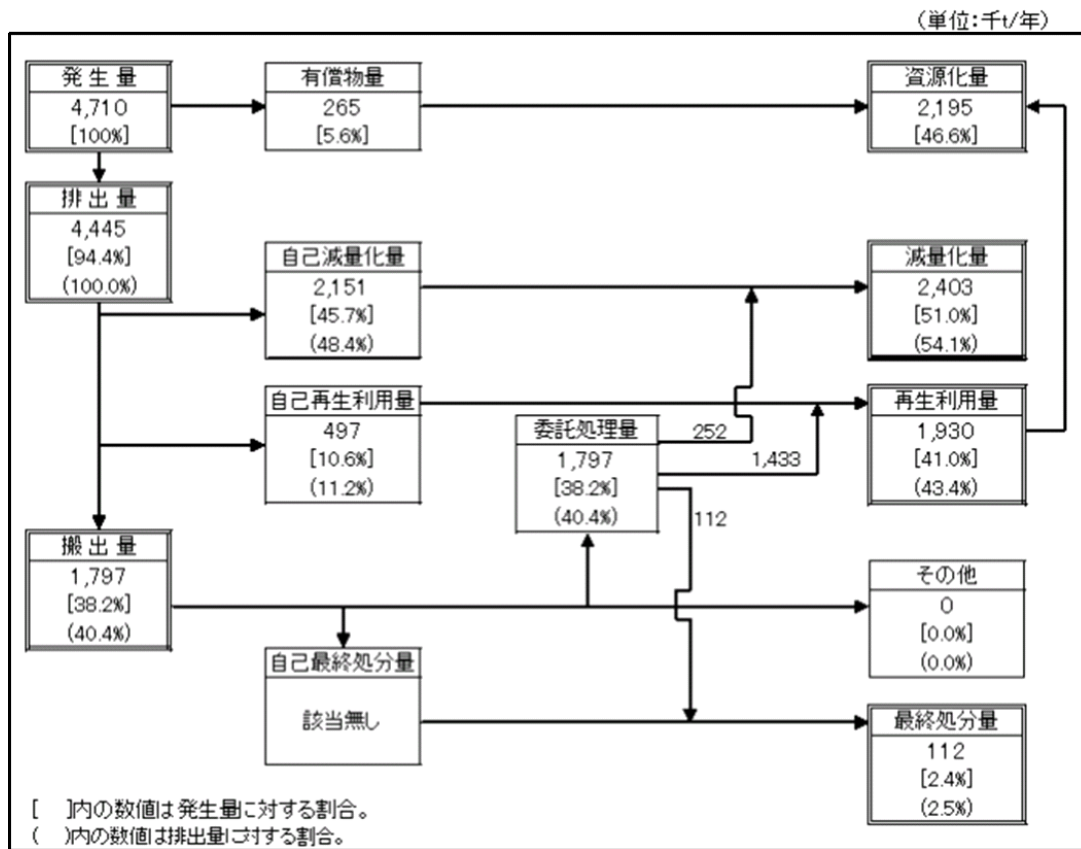 (単位:千t/年)
発生量
4,710
[100%]
有償物量
265
[5.6%]
資源化量
2,195
[46.6%]
排出量
4,445
[94.4%]
(100.0%)
自己減量化量
2,151
[45.7%]
(48.4%)
減量化量
2,403
[51.0%]
(54.1%)
自己再生利用量
497
[10.6%]
(11.2%)
委託処理量
1,797
[38.2%]
(40.4%)
252
1,433
112
再生利用量
1,930
[41.0%]
(43.4%)
搬出量
1,797
[38.2%]
(40.4%)
その他
0
[0.0%]
(0.0%)
自己最終処分量
該当無し
最終処分量
112
[2.4%]
(2.5%)
[ ]内の数値は発生量に対する割合。
( )内の数値は排出量に対する割合。